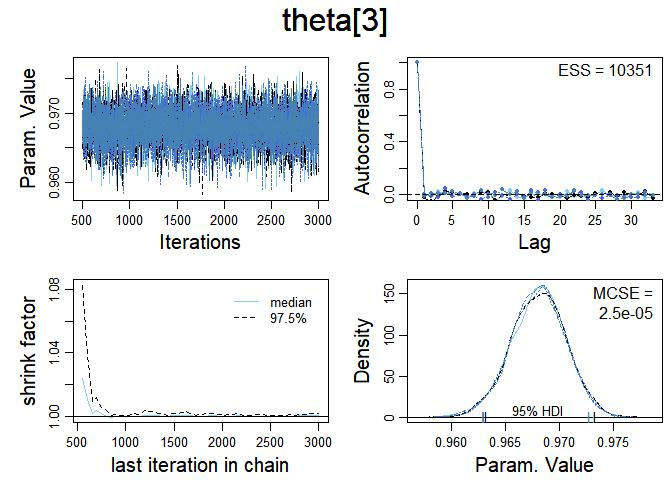 theta[3]
Param. Value
0.960
0.970
500
1000
1500
2000
2500
3000
Iterations
ESS = 10351
Autocorrelation
0.0
0.4
0.8
0
5
10
15
20
25
30
Lag
shrink factor
1.00
1.04
1.08
median
97.5%
500
1000
1500
2000
2500
3000
last iteration in chain
MCSE =
2.5e-05
Density
0
50
100
150
95% HDI
0.960
0.965
0.970
0.975
Param. Value